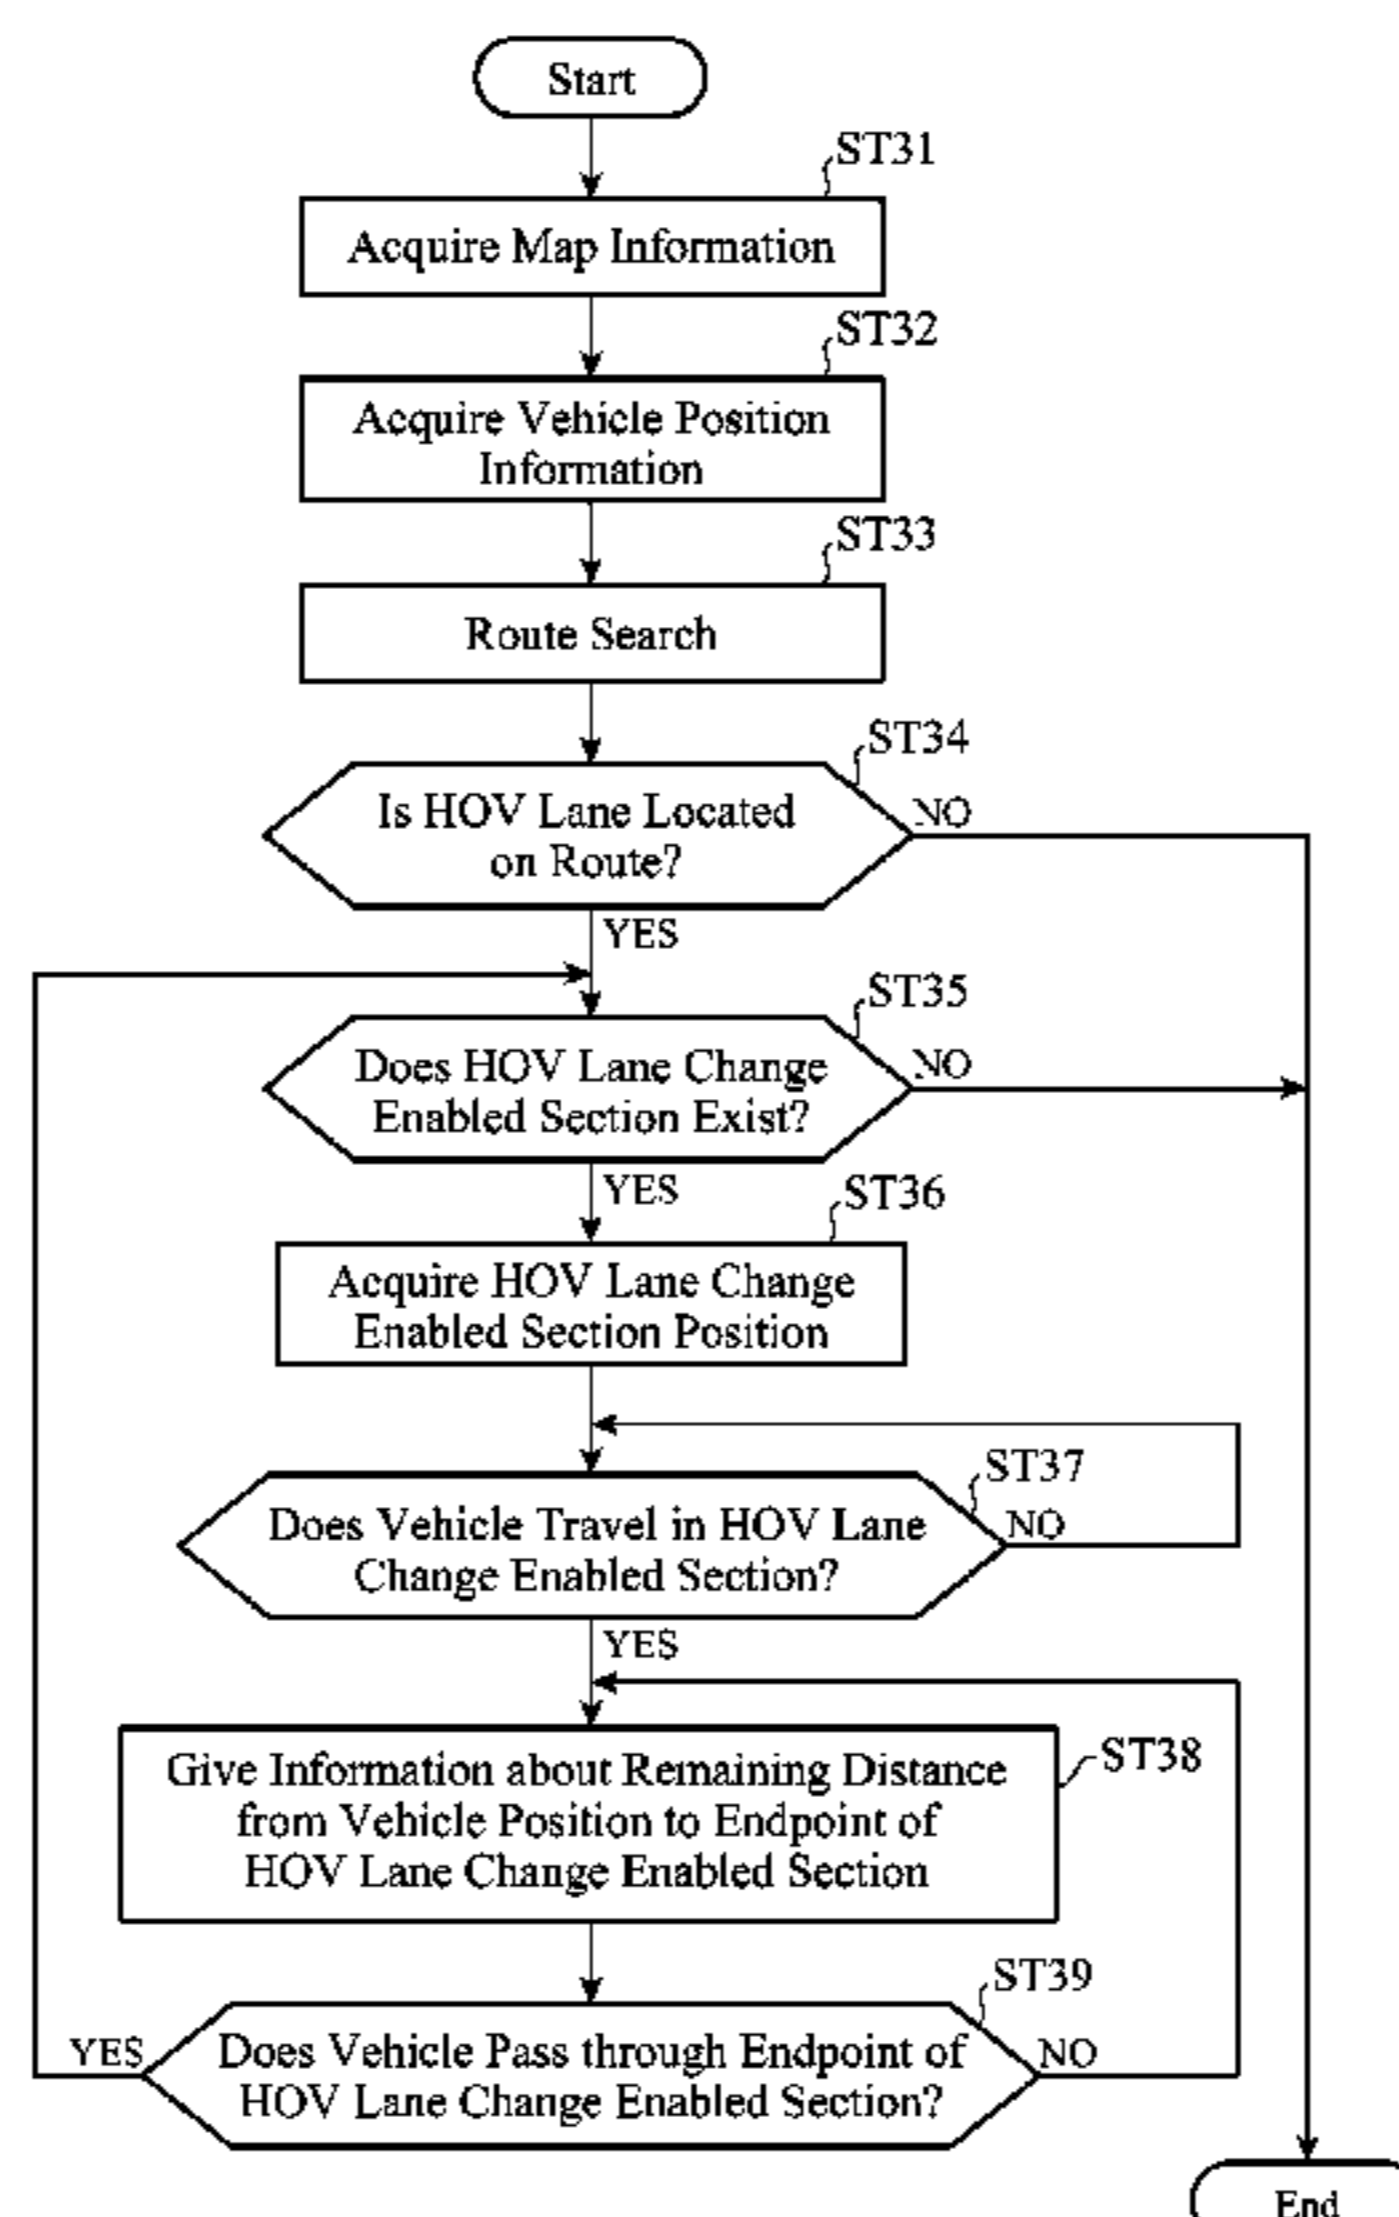 Start
ST31
Acquire Map Information
ST32
Acquire Vehicle Position
Information
ST33
Route Search
ST34
Is HOV Lane Located
on Route?
NO
YES
ST35
Does HOV Lane Change
Enabled Section Exist?
NO
YES
ST36
Acquire HOV Lane Change
Enabled Section Position
ST37
Does Vehicle Travel in HOV Lane
Change Enabled Section?
NO
YES
ST38
Give Information about Remaining Distance
from Vehicle Position to Endpoint of
HOV Lane Change Enabled Section
ST39
YES
Does Vehicle Pass through Endpoint of
HOV Lane Change Enabled Section?
NO
End